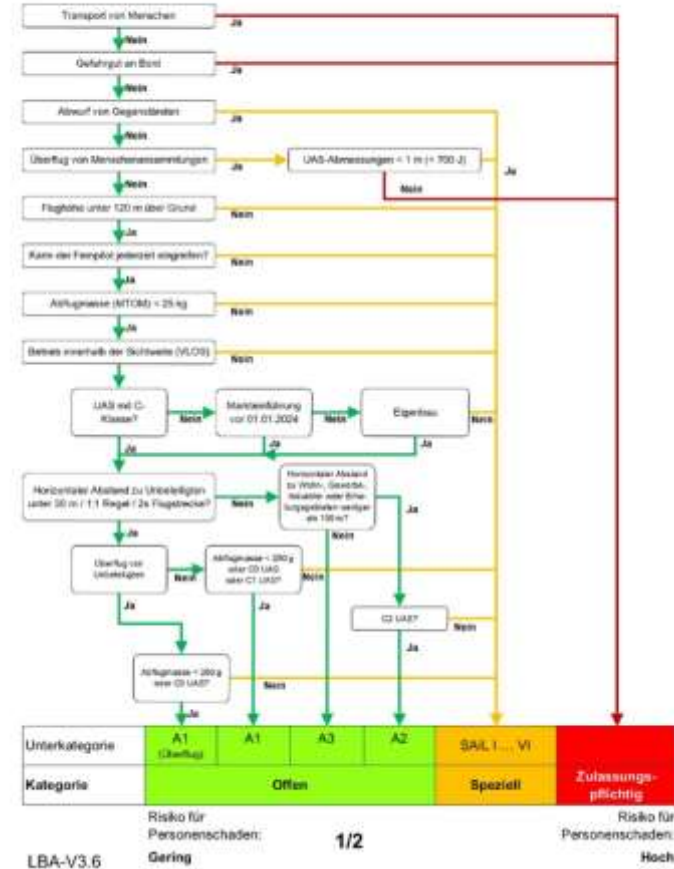 Transport von Menschen
Ja
Nein
Gefahrgut an Bord
Ja
Nein
Abwurf von Gegenständen
Ja
Nein
Überflug von Menschenansammlungen
Ja
UAS-Abmessungen < 1 m (< 700 J)
Ja
Nein
Nein
Flughöhe unter 120 m über Grund
Nein
Ja
Kann der Fernpilot jederzeit eingreifen?
Nein
Ja
Abflugmasse (MTOM) < 25 kg
Nein
Ja
Betrieb innerhalb der Sichtweite (VLOS)
UAS mit C-
Klasse?
Nein
Markteinführung
vor 01.01.2024
Nein
Eigenbau
Nein
Ja
Ja
Ja
Horizontaler Abstand zu Unbeteiligten
unter 30 m / 1:1 Regel / 2s Flugstrecke?
Nein
Horizontaler Abstand
zu Wohn-, Gewerbe-,
Industrie- oder Erho-
lungsgebieten weniger
als 150 m?
Ja
Ja
Nein
Überflug von
Unbeteiligten
Nein
Abflugmasse < 250 g
oder C0 UAS
oder C1 UAS?
Nein
Ja
Ja
C2 UAS?
Nein
Ja
Abflugmasse < 250 g
oder C0 UAS?
Nein
Ja
Unterkategorie
A1
(Überflug)
A1
A3
A2
SAIL I .... VI
Kategorie
Offen
Speziell
Zulassungs-
pflichtig
Risiko für
Personenschaden:
Gering
1/2
Risiko für
Personenschaden:
Hoch
LBA-V3.6